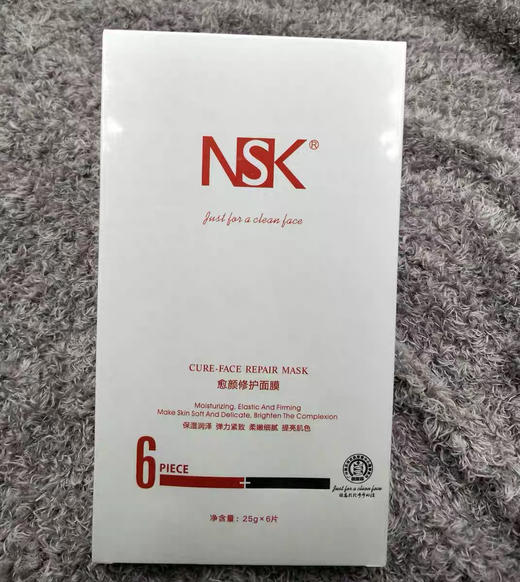 NSK®
Just for a clean face
CURE-FACE REPAIR MASK
愈颜修护面膜
Moisturizing, Elastic And Firming
Make Skin Soft And Delicate, Brighten The Complexion
保湿润泽 弹力紧致 柔嫩细腻 提亮肌色
6 PIECE
Just for a clean face
净含量：25g×6片